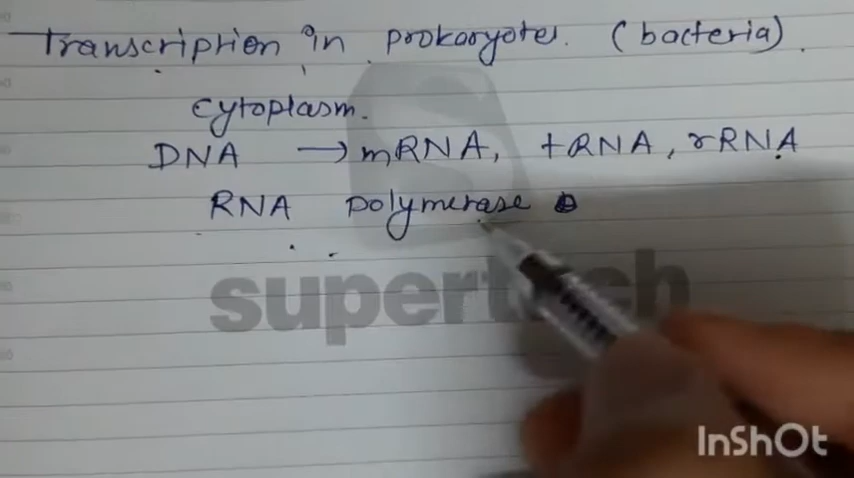 Transcription in prokaryotes. (bacteria).
Cytoplasm.
DNA → mRNA, tRNA, rRNA
RNA polymerase
supertech
InShOt